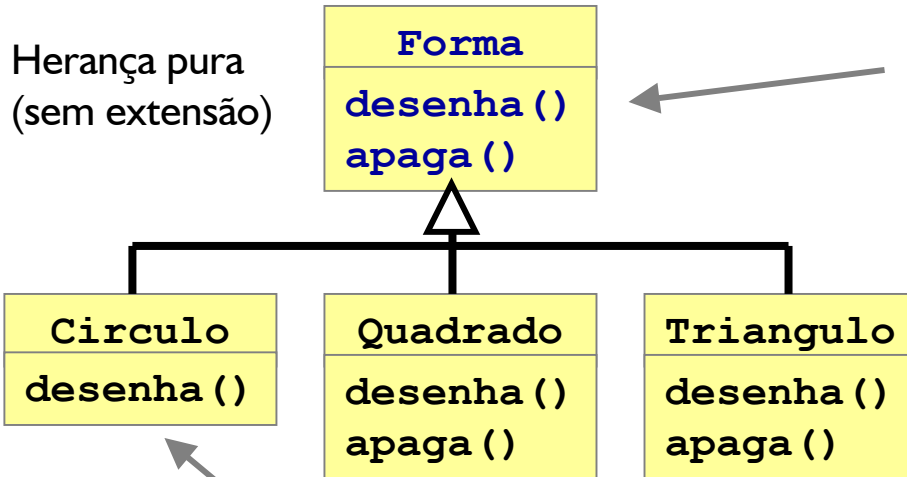 Herança pura
(sem extensão)
Forma
desenha()
apaga()
Circulo
desenha()
Quadrado
desenha()
apaga()
Triangulo
desenha()
apaga()